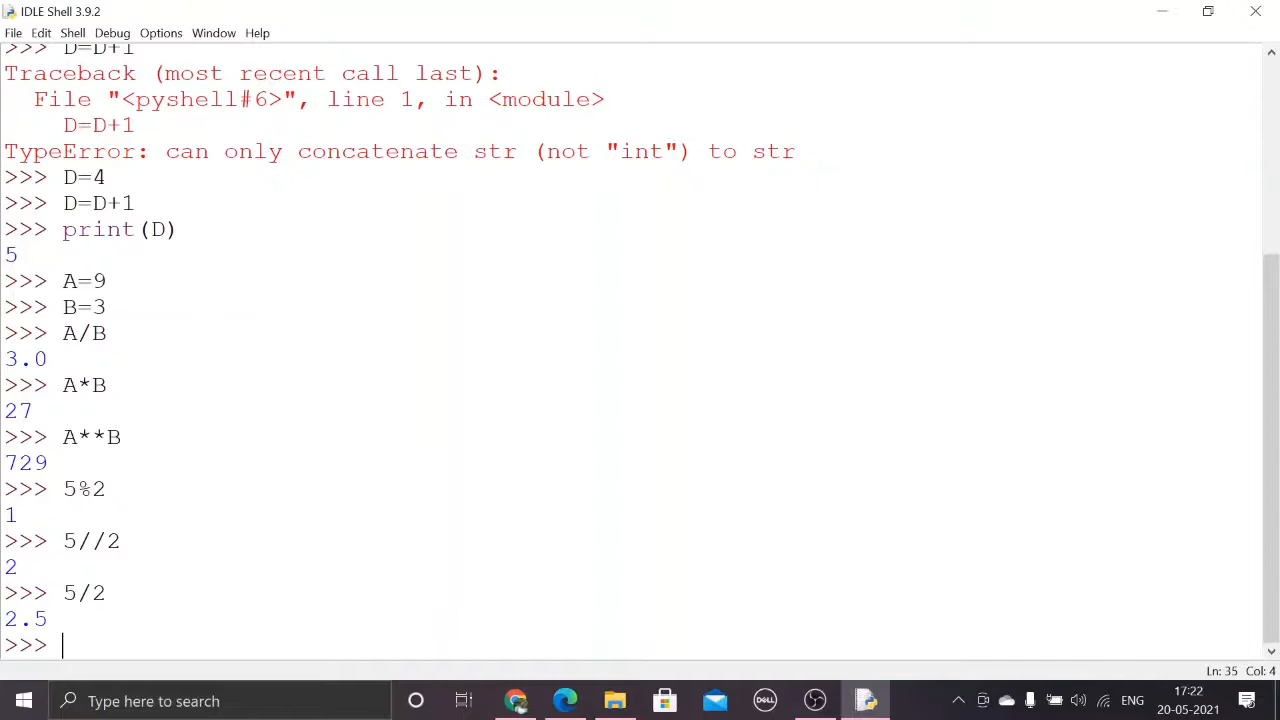 IDLE Shell 3.9.2
File Edit Shell Debug Options Window Help
>>> D=D+1
Traceback (most recent call last):
  File "<pyshell#6>", line 1, in <module>
    D=D+1
TypeError: can only concatenate str (not "int") to str
>>> D=4
>>> D=D+1
>>> print(D)
5
>>> A=9
>>> B=3
>>> A/B
3.0
>>> A*B
27
>>> A**B
729
>>> 5%2
1
>>> 5//2
2
>>> 5/2
2.5
>>>
Ln: 35 Col: 4
Type here to search
DELL
ENG
17:22
20-05-2021